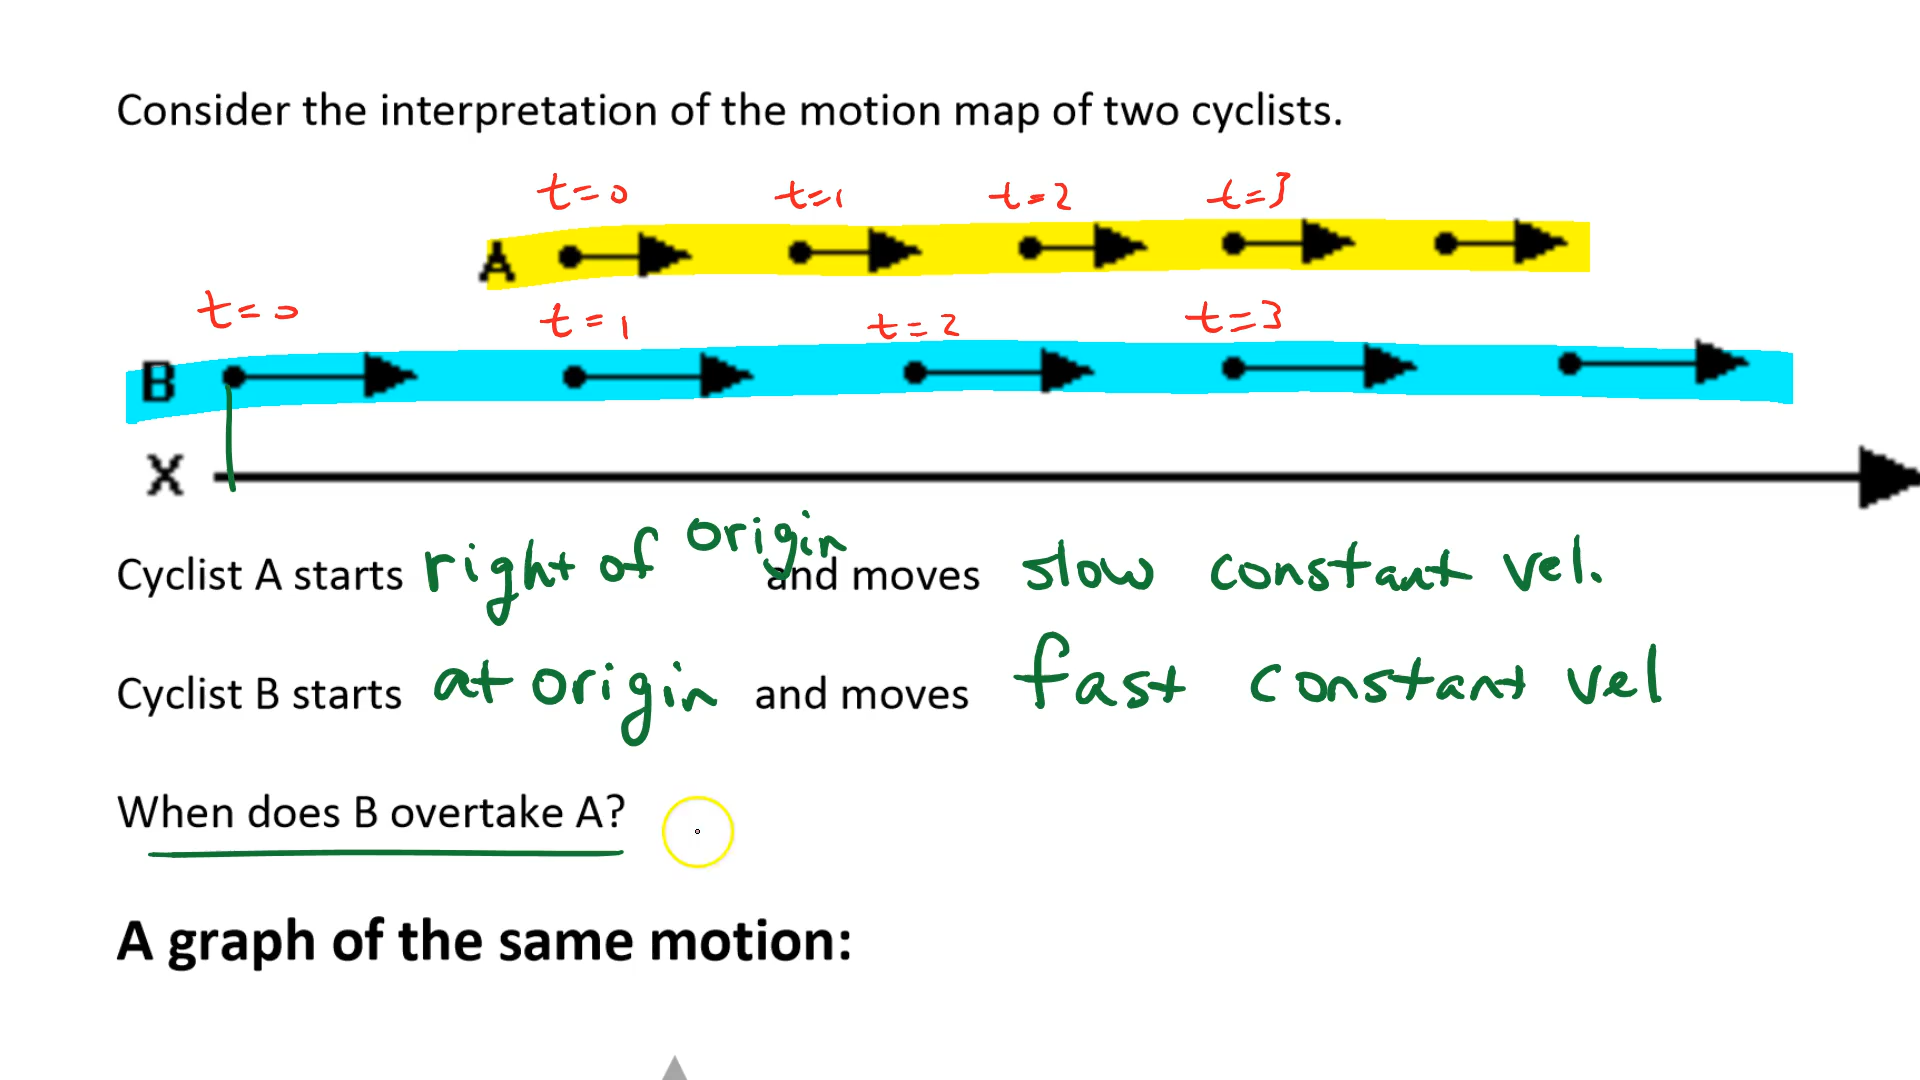 Consider the interpretation of the motion map of two cyclists.
t=0 t=1 t=2 t=3
A
t=0 t=1 t=2 t=3
B
X
Cyclist A starts right of origin and moves slow constant vel.
Cyclist B starts at origin and moves fast constant vel
When does B overtake A?
A graph of the same motion: